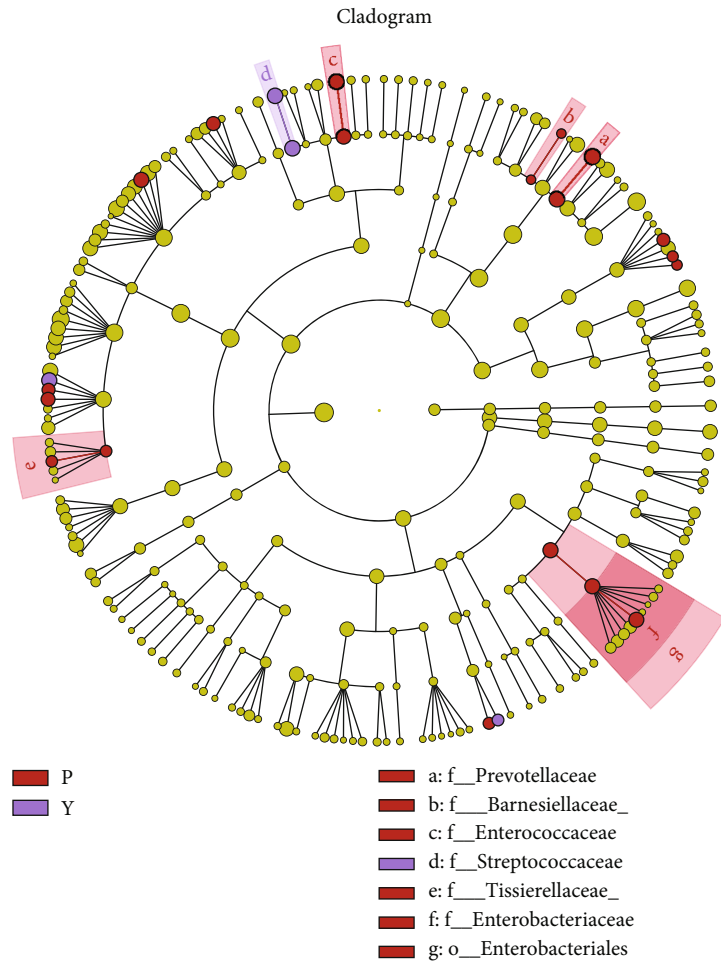 Cladogram
d
c
b
a
e
f
g
P
Y
a: f__Prevotellaceae
b: f___Barnesiellaceae_
c: f__Enterococcaceae
d: f__Streptococcaceae
e: f___Tissierellaceae_
f: f__Enterobacteriaceae
g: o__Enterobacteriales